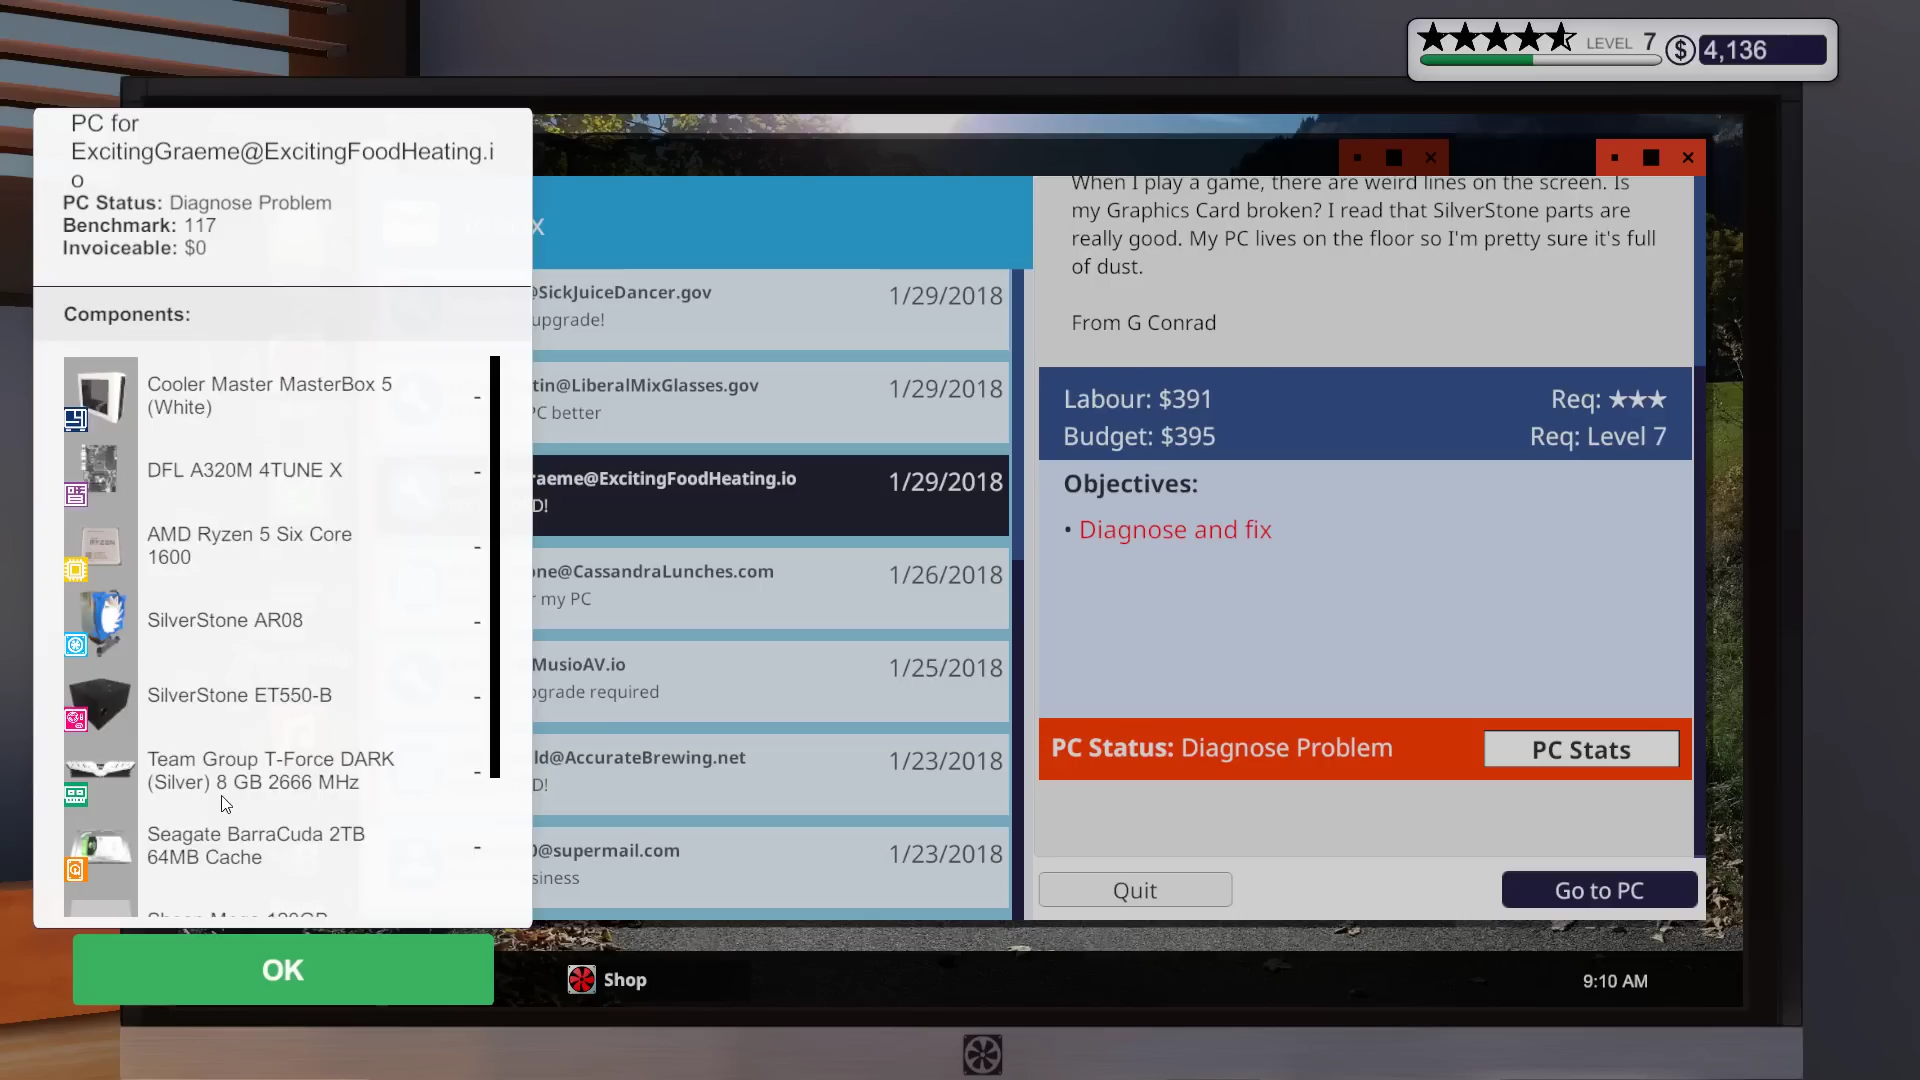 ★★★★⯪ LEVEL 7 $ 4,136
PC for
ExcitingGraeme@ExcitingFoodHeating.i
o
PC Status: Diagnose Problem
Benchmark: 117
Invoiceable: $0
Components:
Cooler Master MasterBox 5
(White)
-
DFL A320M 4TUNE X
-
AMD Ryzen 5 Six Core
1600
-
SilverStone AR08
-
SilverStone ET550-B
-
Team Group T-Force DARK
(Silver) 8 GB 2666 MHz
-
Seagate BarraCuda 2TB
64MB Cache
-
OK
@SickJuiceDancer.gov 1/29/2018
upgrade!
tin@LiberalMixGlasses.gov 1/29/2018
PC better
raeme@ExcitingFoodHeating.io 1/29/2018
D!
one@CassandraLunches.com 1/26/2018
r my PC
MusioAV.io 1/25/2018
pgrade required
ld@AccurateBrewing.net 1/23/2018
D!
0@supermail.com 1/23/2018
siness
When I play a game, there are weird lines on the screen. Is
my Graphics Card broken? I read that SilverStone parts are
really good. My PC lives on the floor so I'm pretty sure it's full
of dust.
From G Conrad
Labour: $391 Req: ★★★
Budget: $395 Req: Level 7
Objectives:
• Diagnose and fix
PC Status: Diagnose Problem PC Stats
Quit Go to PC
Shop 9:10 AM